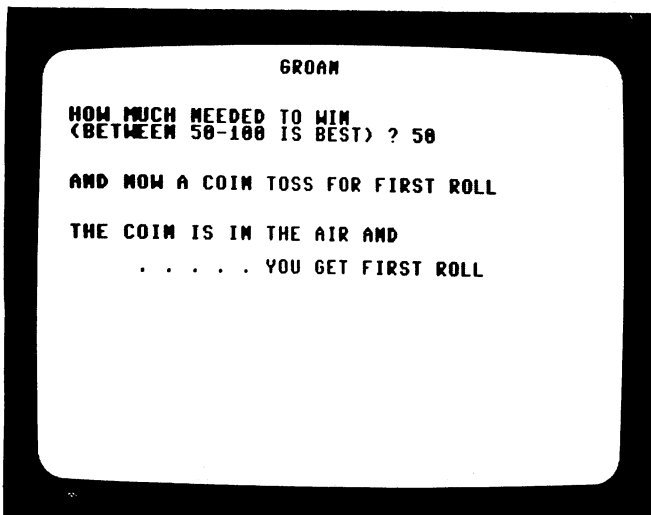 GROAN
HOW MUCH NEEDED TO WIN
(BETWEEN 50-100 IS BEST) ? 50
AND NOW A COIN TOSS FOR FIRST ROLL
THE COIN IS IN THE AIR AND
. . . . . YOU GET FIRST ROLL